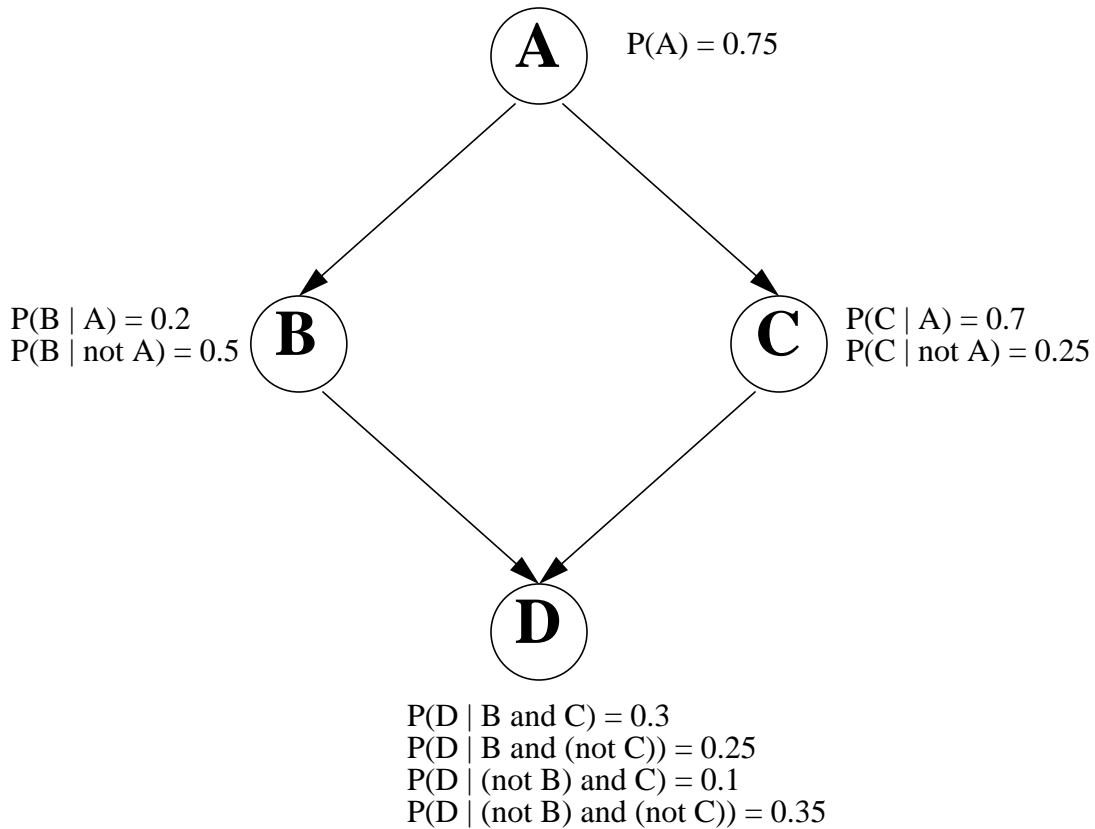 A
P(A) = 0.75
P(B | A) = 0.2
P(B | not A) = 0.5
B
C
P(C | A) = 0.7
P(C | not A) = 0.25
D
P(D | B and C) = 0.3
P(D | B and (not C)) = 0.25
P(D | (not B) and C) = 0.1
P(D | (not B) and (not C)) = 0.35